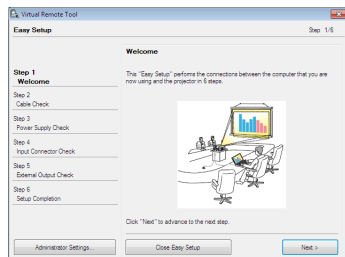 Virtual Remote Tool
Easy Setup
Step 1/6
Step 1
Welcome
Step 2
Cable Check
Step 3
Power Supply Check
Step 4
Input Connector Check
Step 5
External Output Check
Step 6
Setup Completion
Welcome
This "Easy Setup" performs the connections between the computer that you are
now using and the projector in 6 steps.
Click "Next" to advance to the next step.
Administrator Settings...
Close Easy Setup
Next >